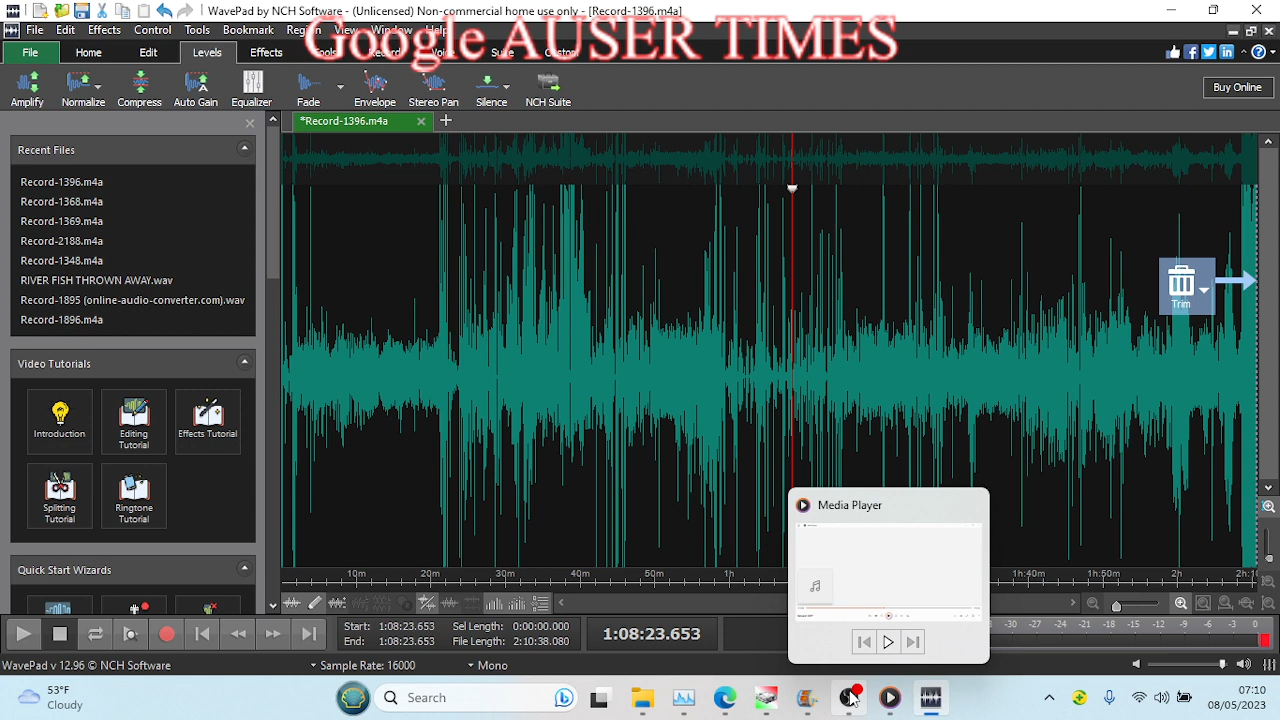 WavePad by NCH Software - (Unlicensed) Non-commercial home use only - [Record-1396.m4a]
Google AUSER TIMES
File Edit Effects Tools Bookmark
File Home Levels Effects
Buy Online
Amplify Normalize Compress Auto Gain Equalizer Fade Envelope Stereo Pan Silence NCH Suite
*Record-1396.m4a
Recent Files
Record-1396.m4a
Record-1368.m4a
Record-1369.m4a
Record-2188.m4a
Record-1348.m4a
RIVER FISH THROWN AWAY.wav
Record-1895 (online-audio-converter.com).wav
Record-1896.m4a
Trim
Video Tutorials
Introduction
Editing Tutorial
Effects Tutorial
Splitting Tutorial
Ringtone Tutorial
Quick Start Wizards
Media Player
10m 20m 30m 40m 50m 1h 1h:40m 1h:50m 2h
Start: 1:08:23.653 Sel Length: 0:00:00.000
End: 1:08:23.653 File Length: 2:10:38.080
1:08:23.653
-30 -27 -24 -21 -18 -15 -12 -9 -6 -3 0
WavePad v 12.96 © NCH Software Sample Rate: 16000 Mono
53°F
Cloudy
Search
07:10
08/05/2023